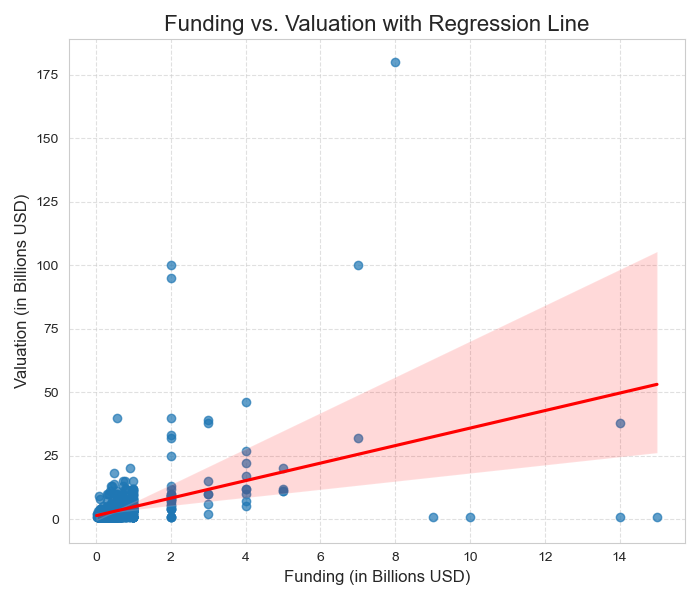 Funding vs. Valuation with Regression Line
Valuation (in Billions USD)
175
150
125
100
75
50
25
0
0 2 4 6 8 10 12 14
Funding (in Billions USD)